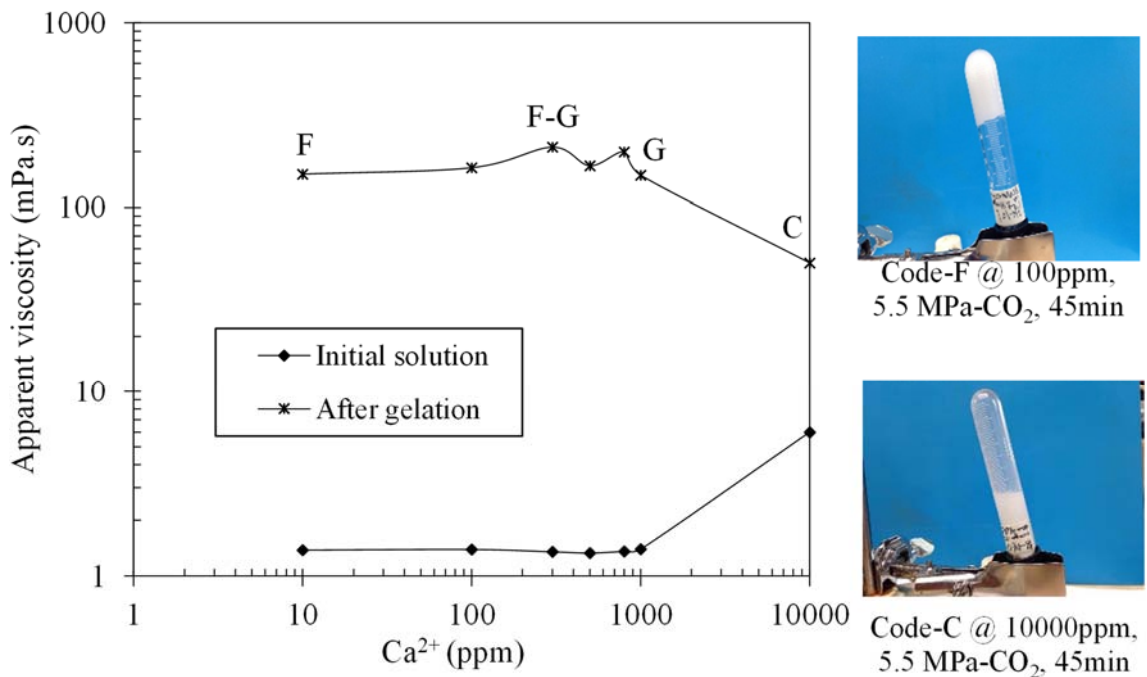 1000
100
10
1
Apparent viscosity (mPa.s)
F
F-G
G
C
Initial solution
After gelation
1 10 100 1000 10000
Ca²⁺ (ppm)
Code-F @ 100ppm,
5.5 MPa-CO₂, 45min
Code-C @ 10000ppm,
5.5 MPa-CO₂, 45min